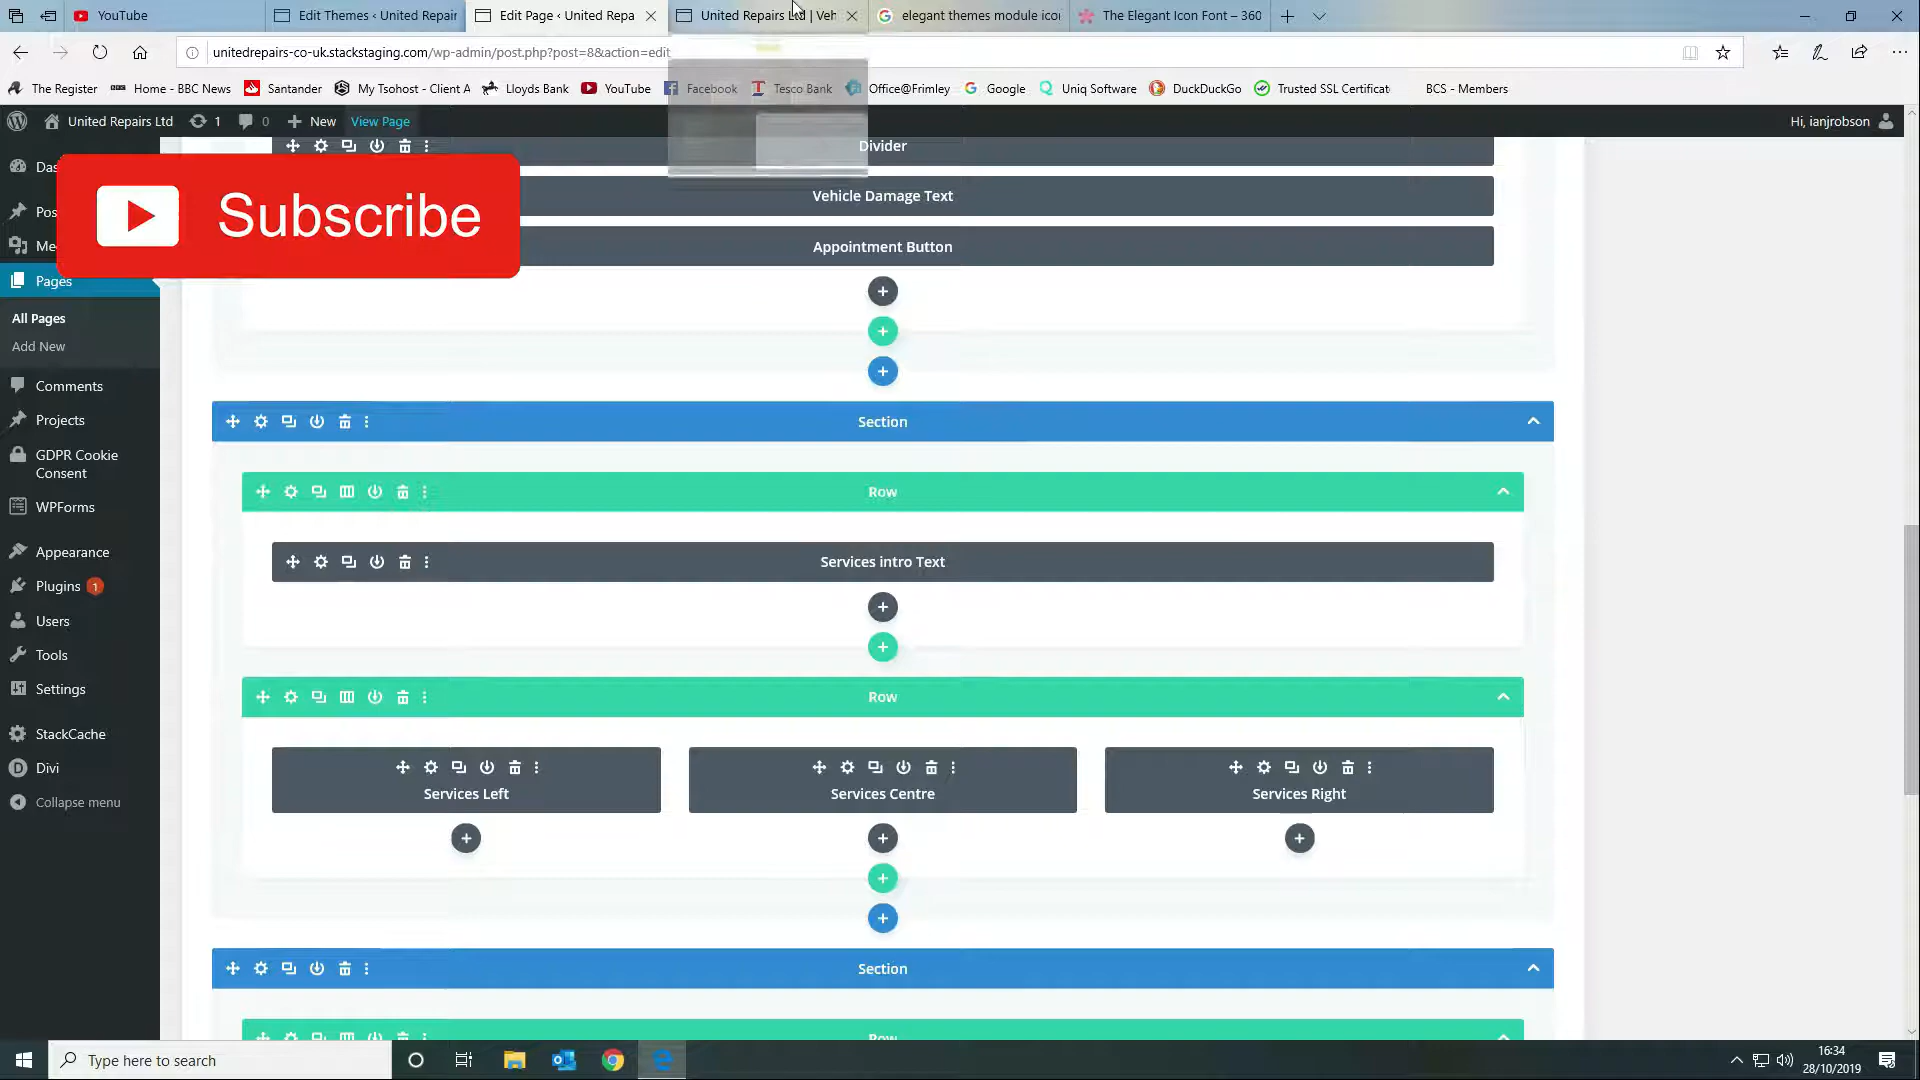 YouTube
Edit Themes ‹ United Repair
Edit Page ‹ United Repa
United Repairs Ltd | Veh
elegant themes module ico
The Elegant Icon Font – 360
unitedrepairs-co-uk.stackstaging.com/wp-admin/post.php?post=8&action=edit
The Register
Home - BBC News
Santander
My Tsohost - Client A
Lloyds Bank
YouTube
Facebook
Tesco Bank
Office@Frimley
Google
Uniq Software
DuckDuckGo
Trusted SSL Certificat
BCS - Members
United Repairs Ltd
1
0
New
View Page
Hi, ianjrobson
Divider
Das
Subscribe
Vehicle Damage Text
Pos
Me
Appointment Button
Pages
All Pages
Add New
Comments
Projects
GDPR Cookie
Consent
WPForms
Appearance
Plugins 1
Users
Tools
Settings
StackCache
Divi
Collapse menu
Section
Row
Services intro Text
Row
Services Left
Services Centre
Services Right
Section
Row
Type here to search
16:34
28/10/2019